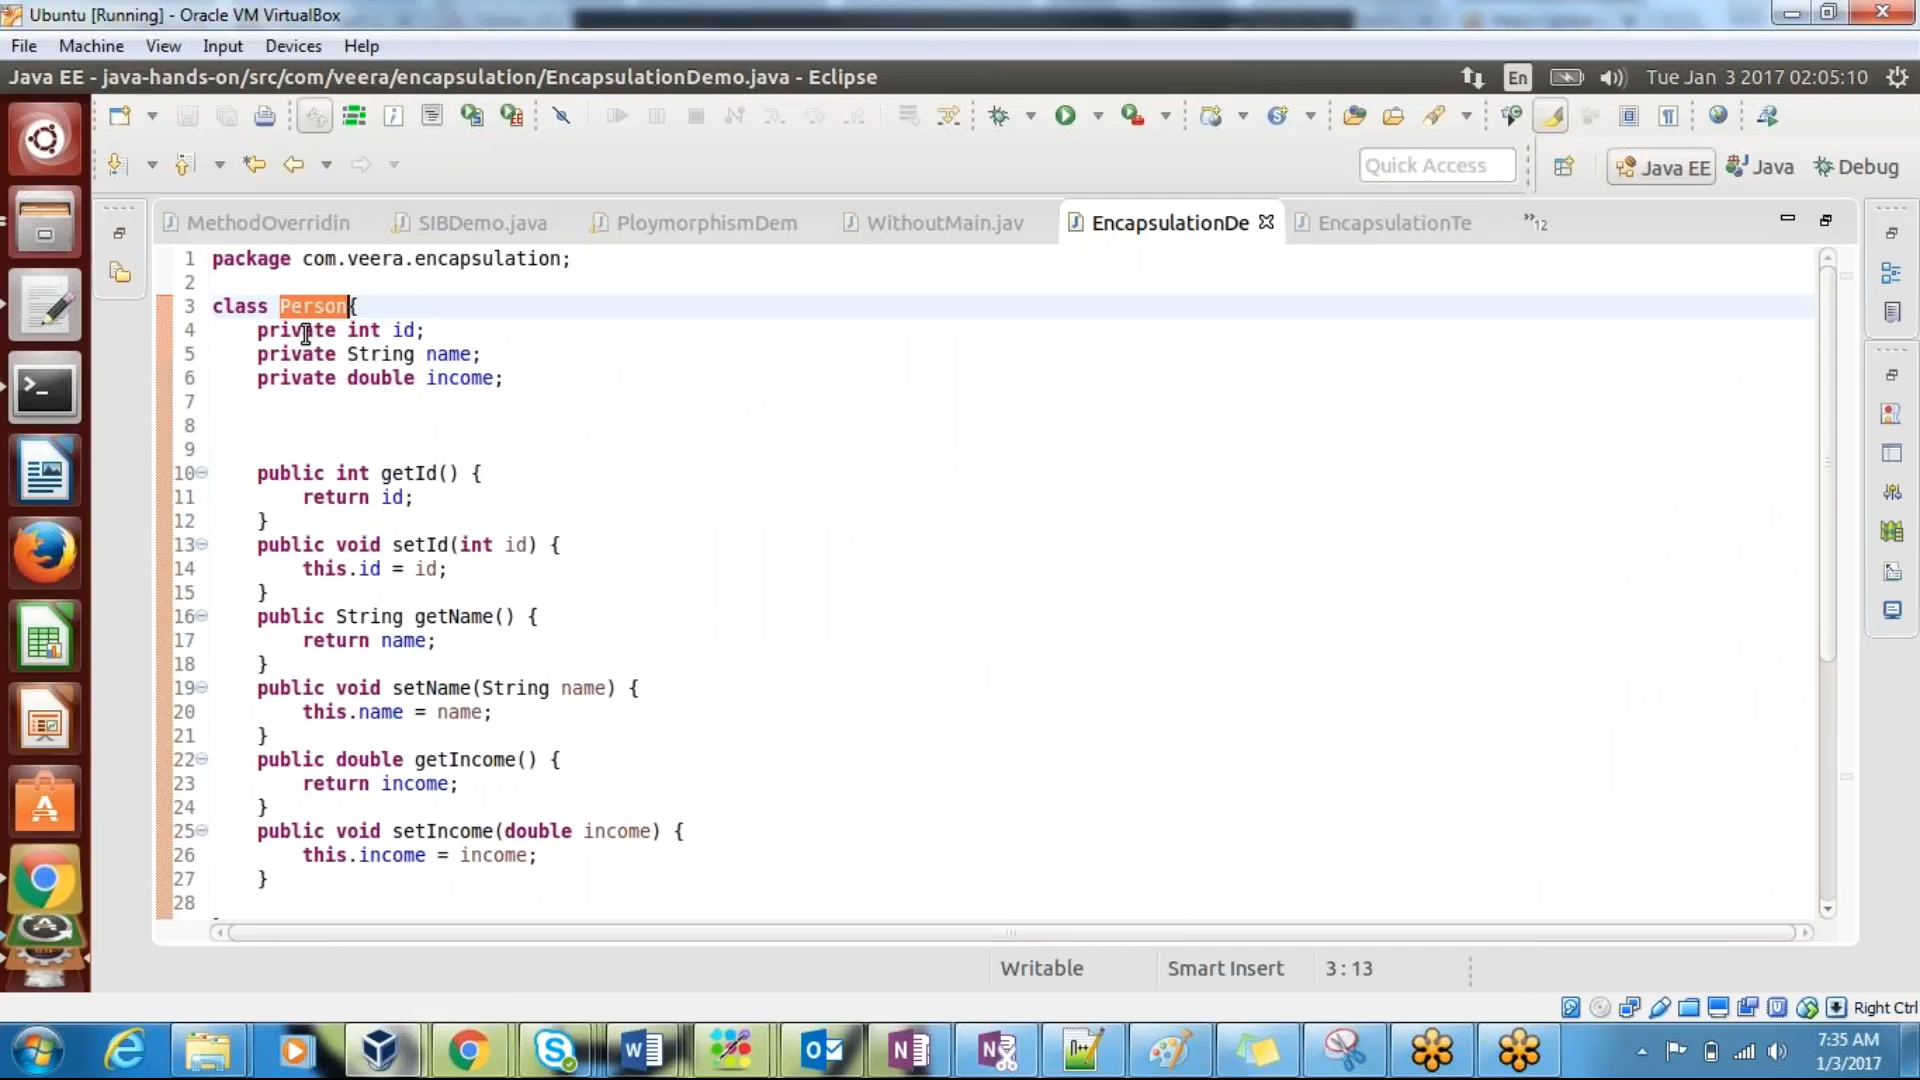 Ubuntu [Running] - Oracle VM VirtualBox
File Machine View Input Devices Help
Java EE - java-hands-on/src/com/veera/encapsulation/EncapsulationDemo.java - Eclipse
En
Tue Jan 3 2017 02:05:10
Quick Access
Java EE
Java
Debug
MethodOverridin
SIBDemo.java
PloymorphismDem
WithoutMain.jav
EncapsulationDe
EncapsulationTe
»12
1 package com.veera.encapsulation;
2
3 class Person{
4 private int id;
5 private String name;
6 private double income;
7
8
9
10 public int getId() {
11 return id;
12 }
13 public void setId(int id) {
14 this.id = id;
15 }
16 public String getName() {
17 return name;
18 }
19 public void setName(String name) {
20 this.name = name;
21 }
22 public double getIncome() {
23 return income;
24 }
25 public void setIncome(double income) {
26 this.income = income;
27 }
28
Writable
Smart Insert
3 : 13
Right Ctrl
7:35 AM
1/3/2017